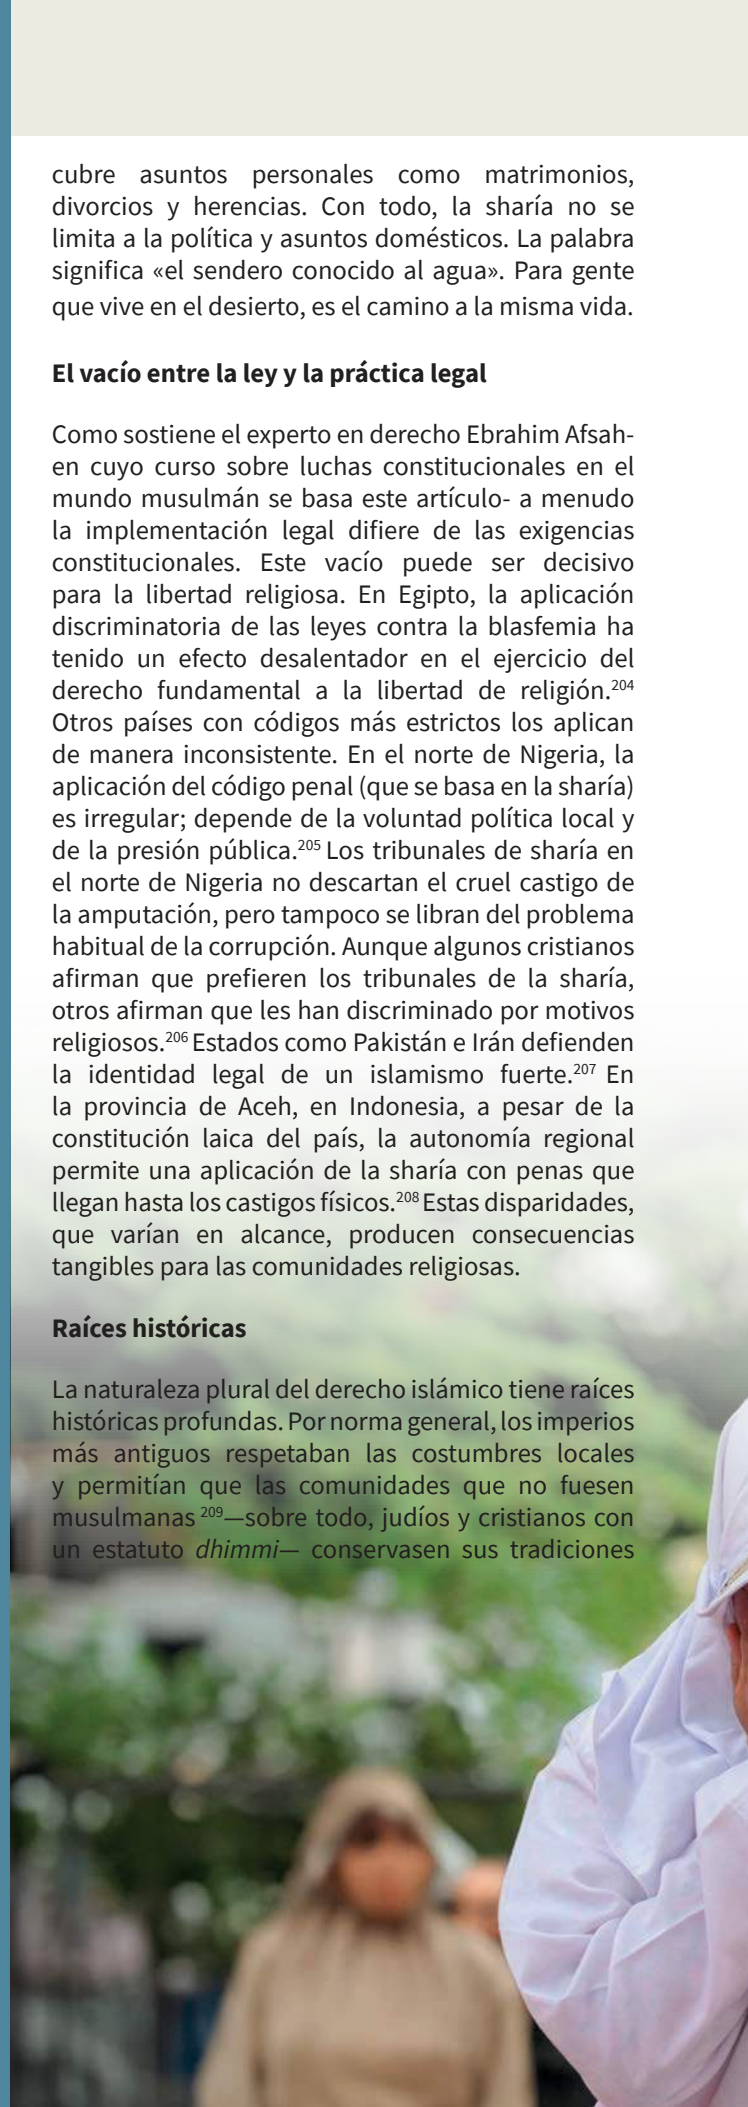 cubre asuntos personales como matrimonios,
divorcios y herencias. Con todo, la sharía no se
limita a la política y asuntos domésticos. La palabra
significa «el sendero conocido al agua». Para gente
que vive en el desierto, es el camino a la misma vida.
El vacío entre la ley y la práctica legal
Como sostiene el experto en derecho Ebrahim Afsah-
en cuyo curso sobre luchas constitucionales en el
mundo musulmán se basa este artículo- a menudo
la implementación legal difiere de las exigencias
constitucionales. Este vacío puede ser decisivo
para la libertad religiosa. En Egipto, la aplicación
discriminatoria de las leyes contra la blasfemia ha
tenido un efecto desalentador en el ejercicio del
derecho fundamental a la libertad de religión.204
Otros países con códigos más estrictos los aplican
de manera inconsistente. En el norte de Nigeria, la
aplicación del código penal (que se basa en la sharía)
es irregular; depende de la voluntad política local y
de la presión pública.205 Los tribunales de sharía en
el norte de Nigeria no descartan el cruel castigo de
la amputación, pero tampoco se libran del problema
habitual de la corrupción. Aunque algunos cristianos
afirman que prefieren los tribunales de la sharía,
otros afirman que les han discriminado por motivos
religiosos.206 Estados como Pakistán e Irán defienden
la identidad legal de un islamismo fuerte.207 En
la provincia de Aceh, en Indonesia, a pesar de la
constitución laica del país, la autonomía regional
permite una aplicación de la sharía con penas que
llegan hasta los castigos físicos.208 Estas disparidades,
que varían en alcance, producen consecuencias
tangibles para las comunidades religiosas.
Raíces históricas
La naturaleza plural del derecho islámico tiene raíces
históricas profundas. Por norma general, los imperios
más antiguos respetaban las costumbres locales
y permitían que las comunidades que no fuesen
musulmanas 209—sobre todo, judíos y cristianos con
un estatuto dhimmi— conservasen sus tradiciones